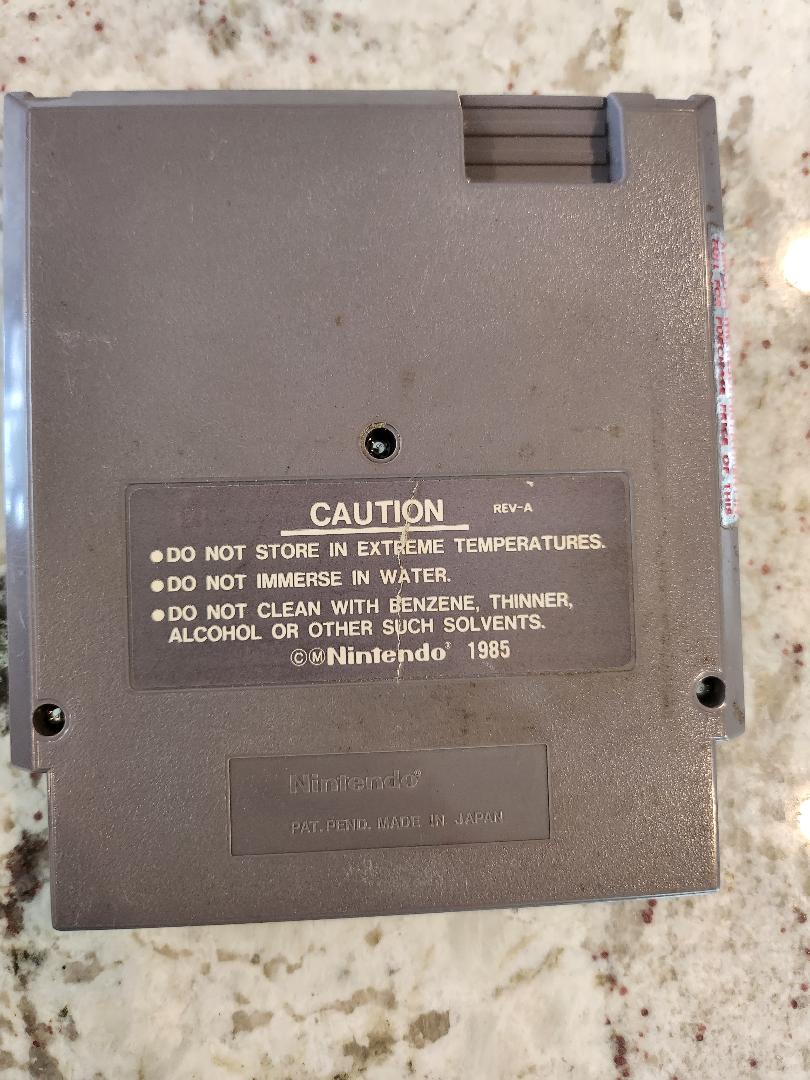 CAUTION REV-A
●DO NOT STORE IN EXTREME TEMPERATURES.
●DO NOT IMMERSE IN WATER.
●DO NOT CLEAN WITH BENZENE, THINNER,
ALCOHOL OR OTHER SUCH SOLVENTS.
©ⓂNintendo® 1985
Nintendo®
PAT. PEND. MADE IN JAPAN